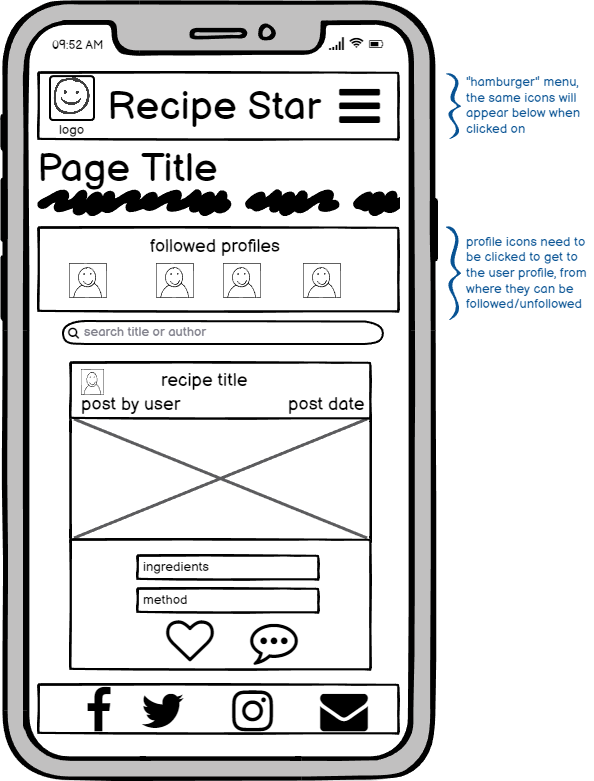 09:52 AM
logo
Recipe Star
"hamburger" menu,
the same icons will
appear below when
clicked on
Page Title
followed profiles
profile icons need to
be clicked to get to
the user profile, from
where they can be
followed/unfollowed
search title or author
recipe title
post by user
post date
ingredients
method